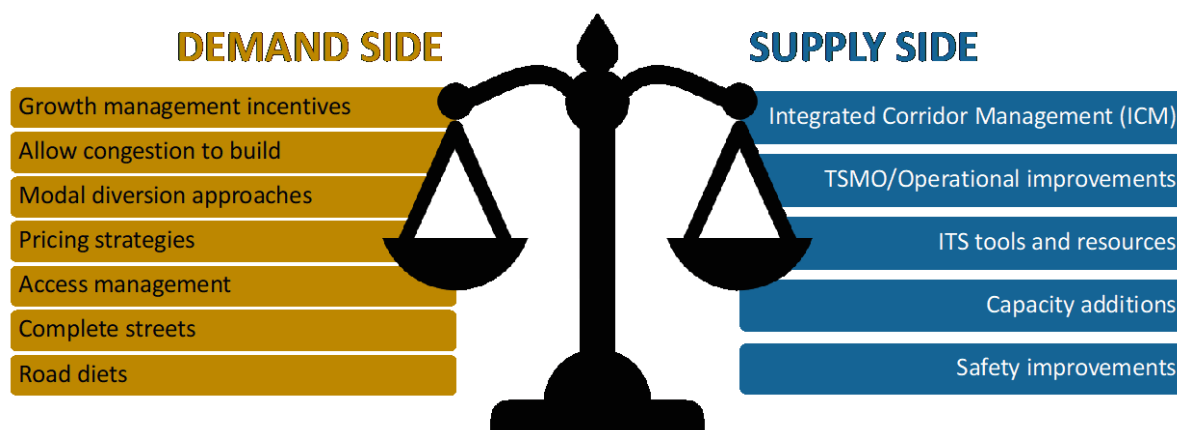 DEMAND SIDE
Growth management incentives
Allow congestion to build
Modal diversion approaches
Pricing strategies
Access management
Complete streets
Road diets
SUPPLY SIDE
Integrated Corridor Management (ICM)
TSMO/Operational improvements
ITS tools and resources
Capacity additions
Safety improvements